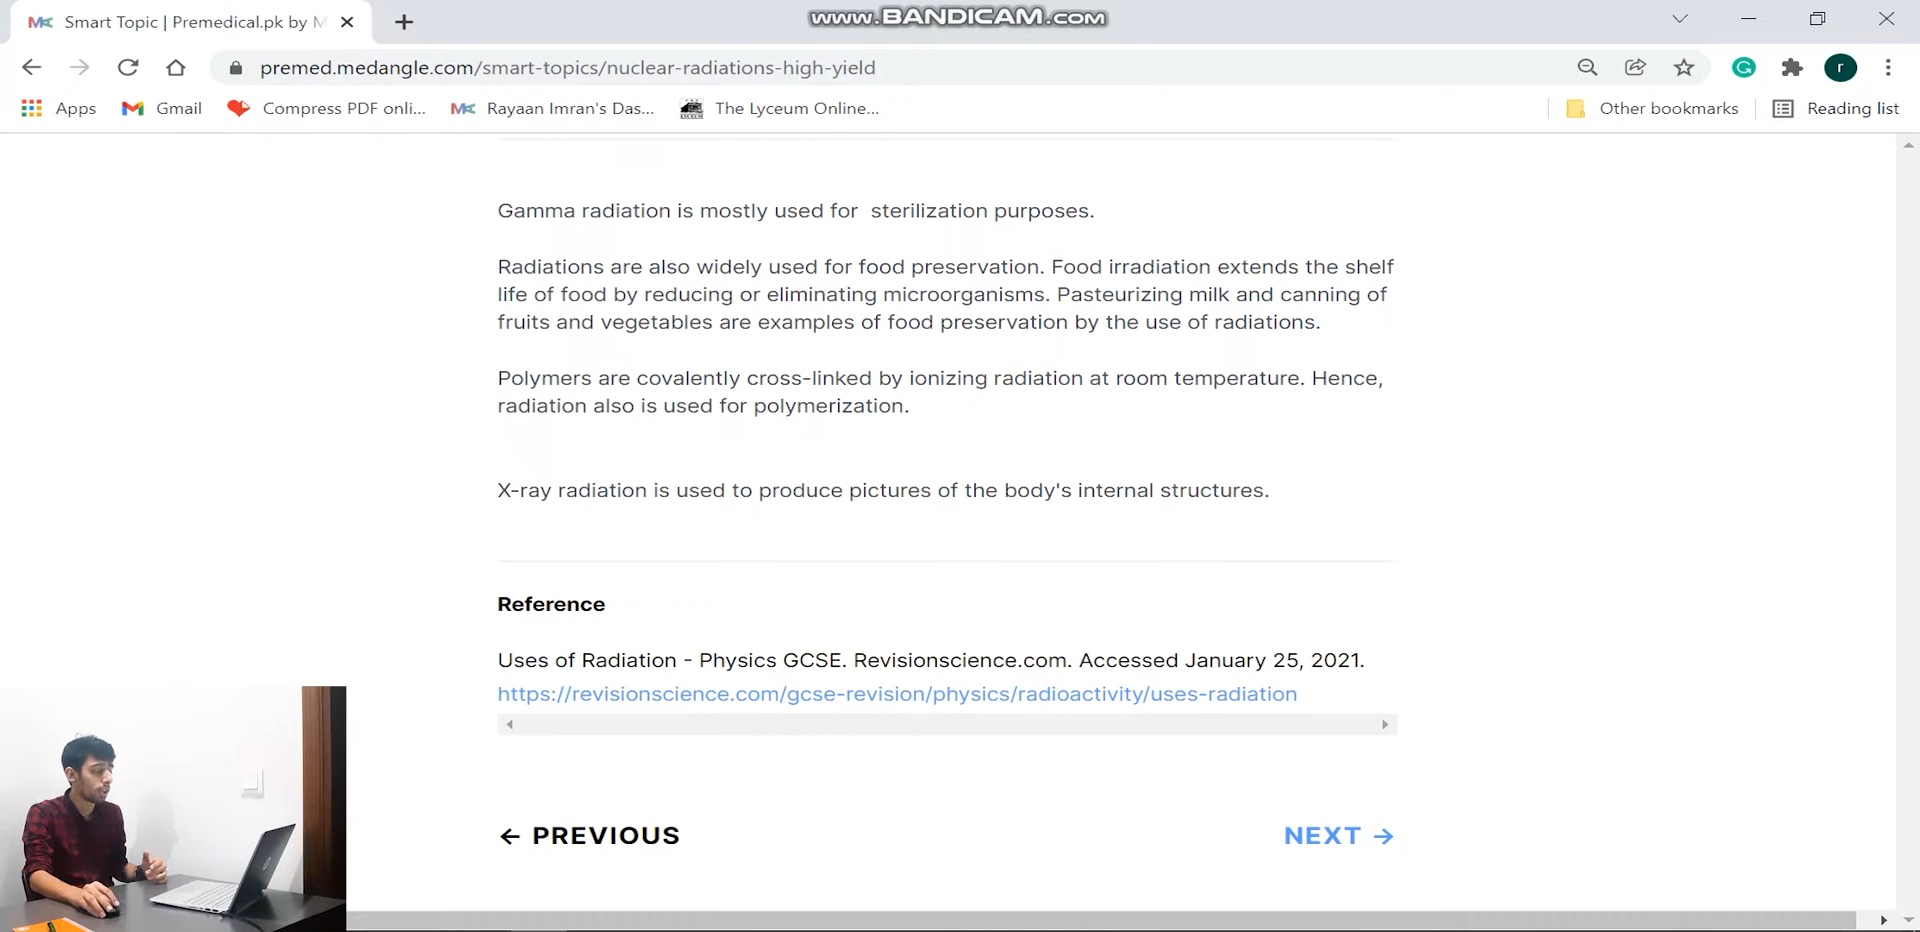 Smart Topic | Premedical.pk by M
www.BANDICAM.com
premed.medangle.com/smart-topics/nuclear-radiations-high-yield
r
Apps
Gmail
Compress PDF onli...
Rayaan Imran's Das...
The Lyceum Online...
Other bookmarks
Reading list
Gamma radiation is mostly used for sterilization purposes.
Radiations are also widely used for food preservation. Food irradiation extends the shelf
life of food by reducing or eliminating microorganisms. Pasteurizing milk and canning of
fruits and vegetables are examples of food preservation by the use of radiations.
Polymers are covalently cross-linked by ionizing radiation at room temperature. Hence,
radiation also is used for polymerization.
X-ray radiation is used to produce pictures of the body's internal structures.
Reference
Uses of Radiation - Physics GCSE. Revisionscience.com. Accessed January 25, 2021.
https://revisionscience.com/gcse-revision/physics/radioactivity/uses-radiation
← PREVIOUS
NEXT →